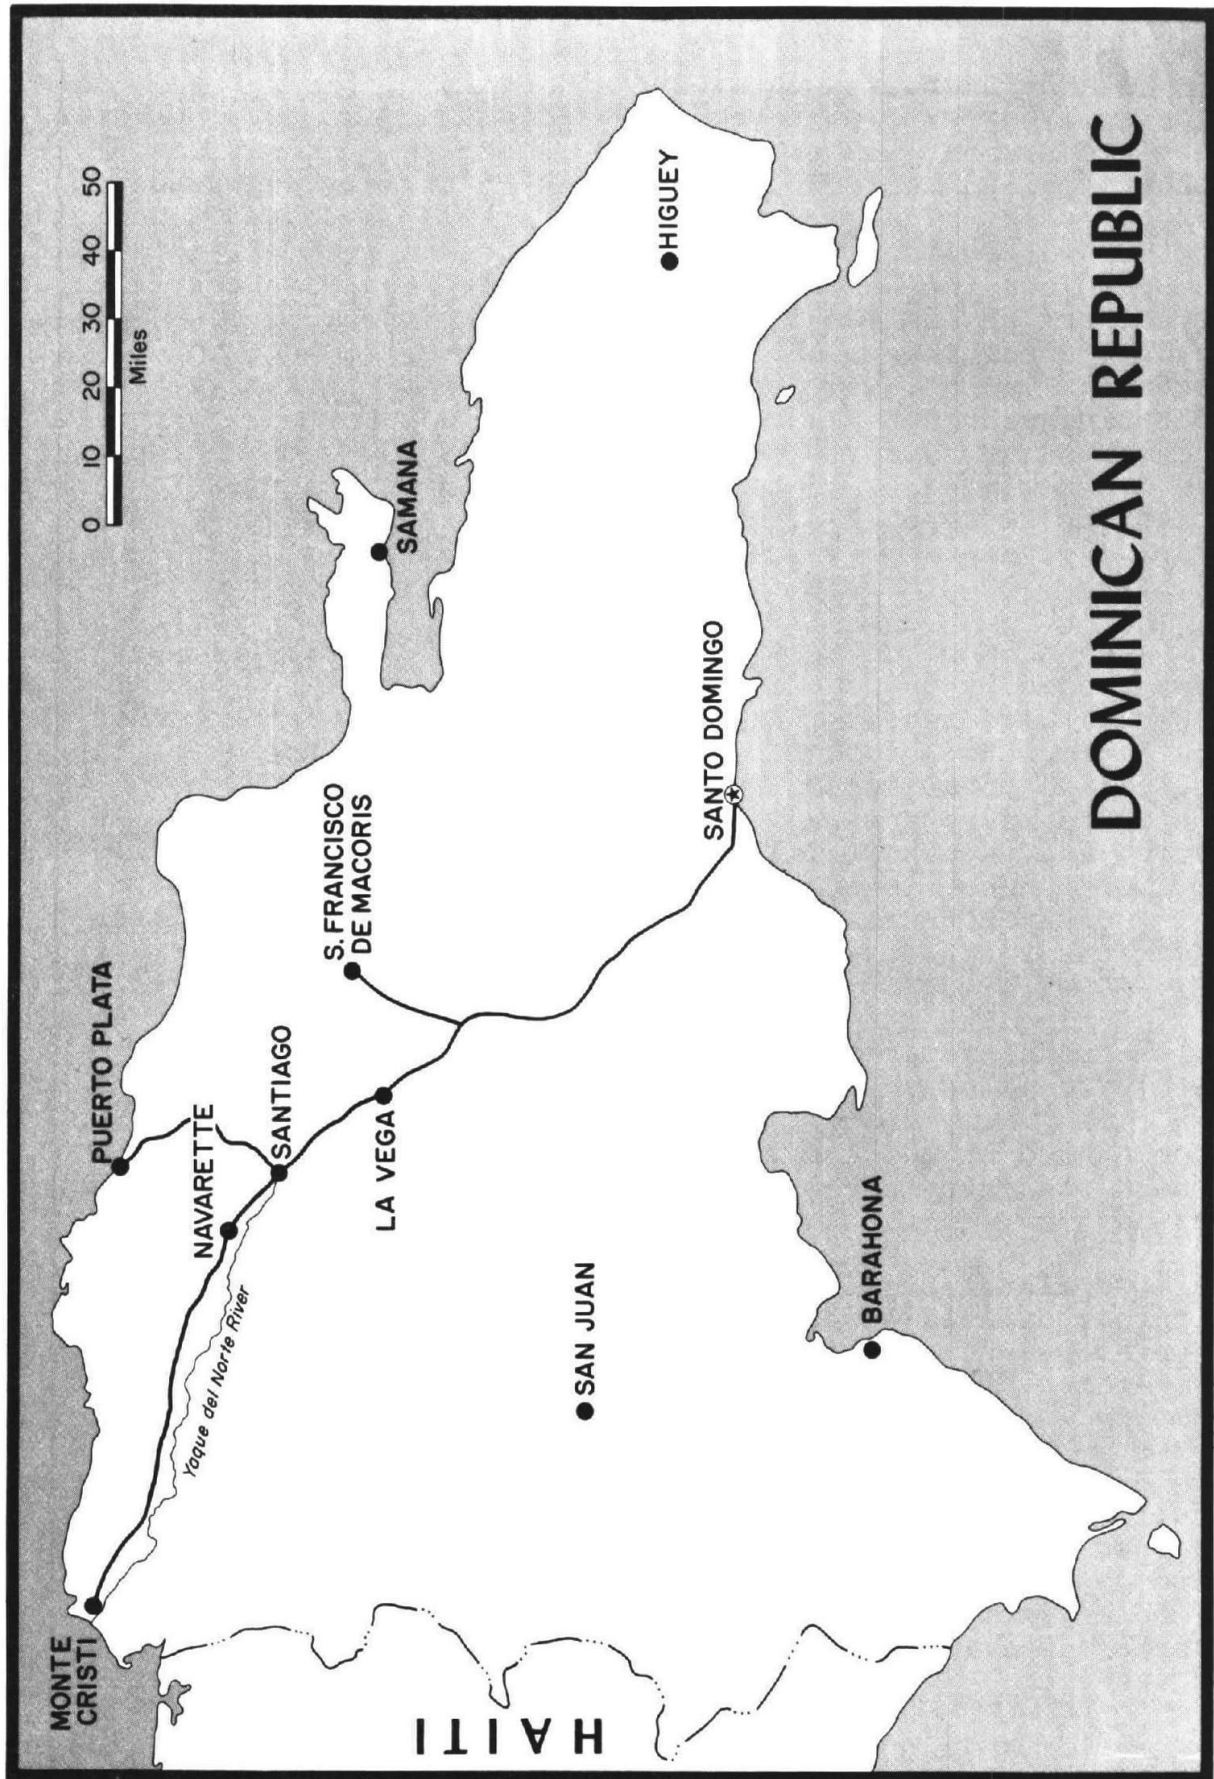 MONTE
CRISTI
PUERTO PLATA
NAVARETTE
SANTIAGO
Yaque del Norte River
LA VEGA
S. FRANCISCO
DE MACORIS
SAMANA
0 10 20 30 40 50
Miles
HIGUEY
SANTO DOMINGO
SAN JUAN
BARAHONA
HAITI
DOMINICAN REPUBLIC